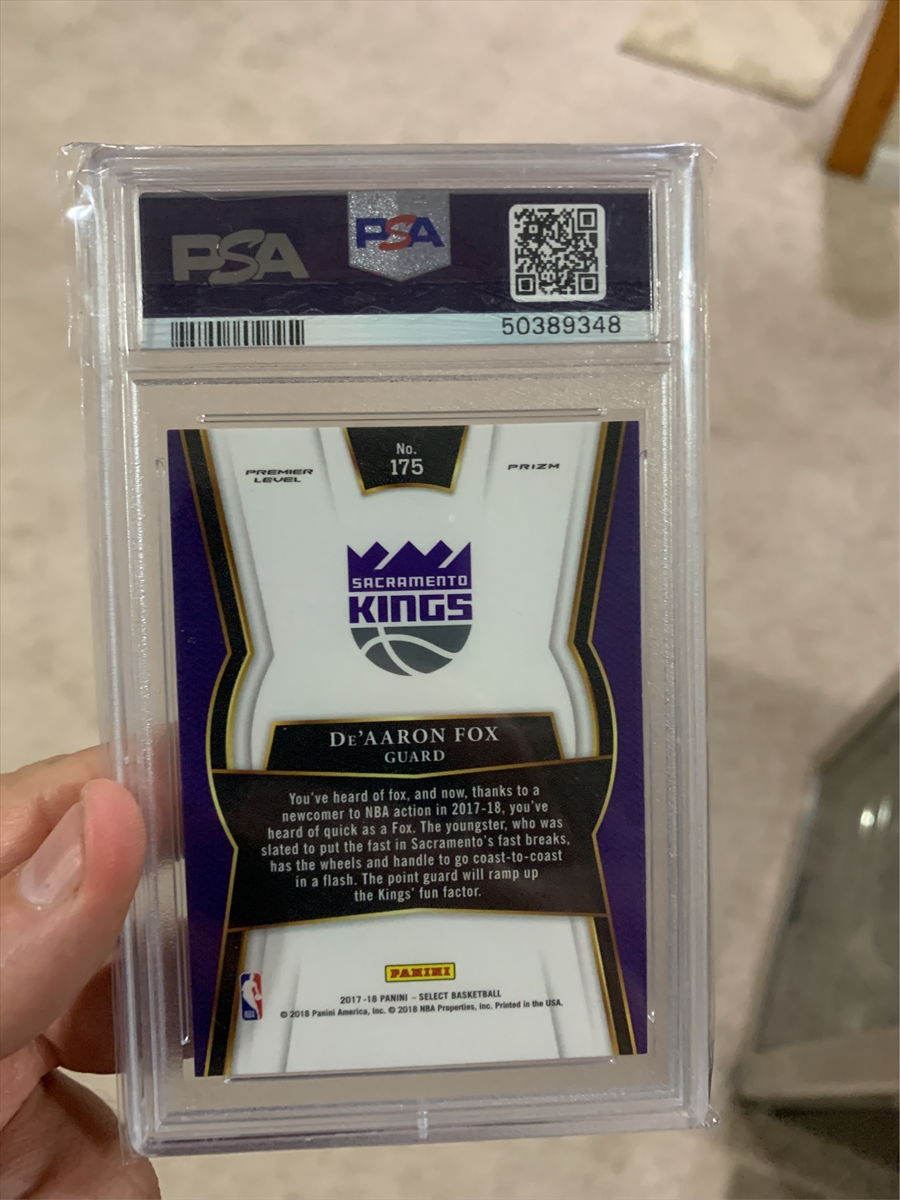 PSA
PSA
50389348
No.
175
PREMIER
LEVEL
PRIZM
SACRAMENTO
KINGS
DE'AARON FOX
GUARD
You've heard of fox, and now, thanks to a
newcomer to NBA action in 2017-18, you've
heard of quick as a Fox. The youngster, who was
slated to put the fast in Sacramento's fast breaks,
has the wheels and handle to go coast-to-coast
in a flash. The point guard will ramp up
the Kings' fun factor.
PANINI
NBA
2017-18 PANINI – SELECT BASKETBALL
© 2018 Panini America, Inc. © 2018 NBA Properties, Inc. Printed in the USA.